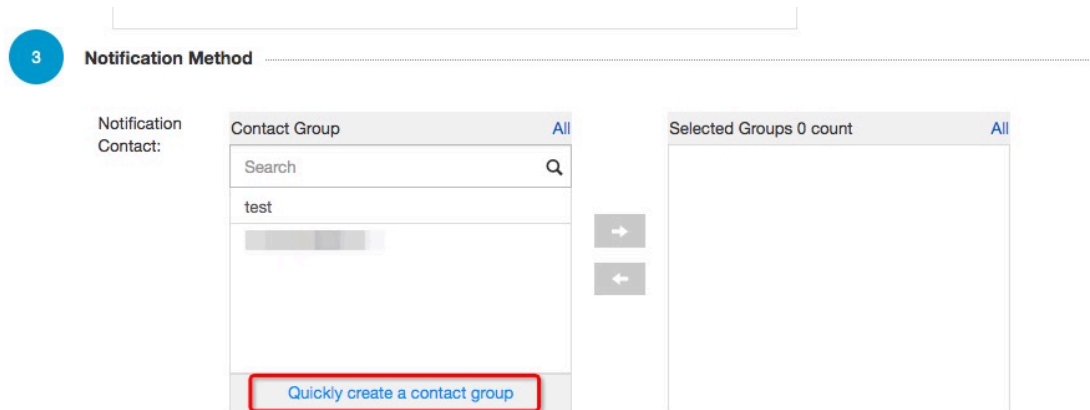 3
Notification Method
Notification
Contact:
Contact Group
All
Search
test
Quickly create a contact group
Selected Groups 0 count
All